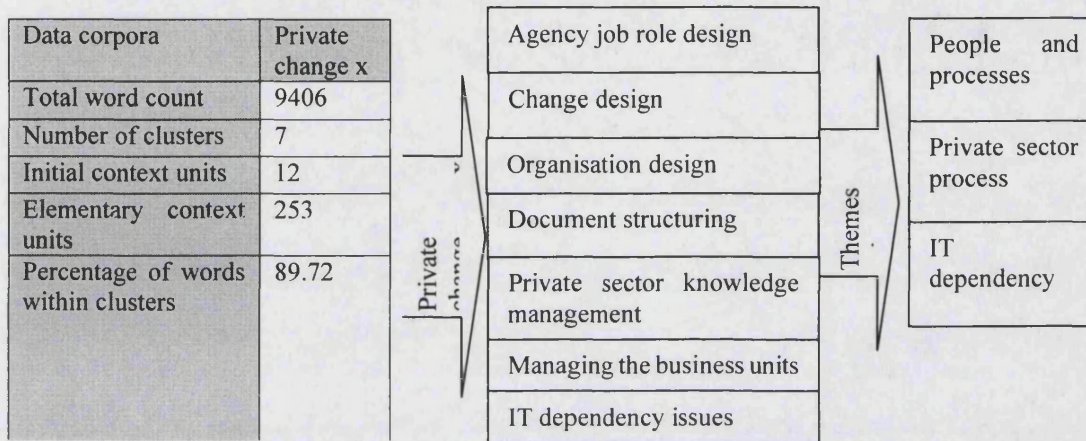 Data corpora
Private
change x
Total word count
9406
Number of clusters
7
Initial context units
12
Elementary context
units
253
Percentage of words
within clusters
89.72
Private
change
Agency job role design
Change design
Organisation design
Document structuring
Private sector knowledge
management
Managing the business units
IT dependency issues
Themes
People and
processes
Private sector
process
IT
dependency